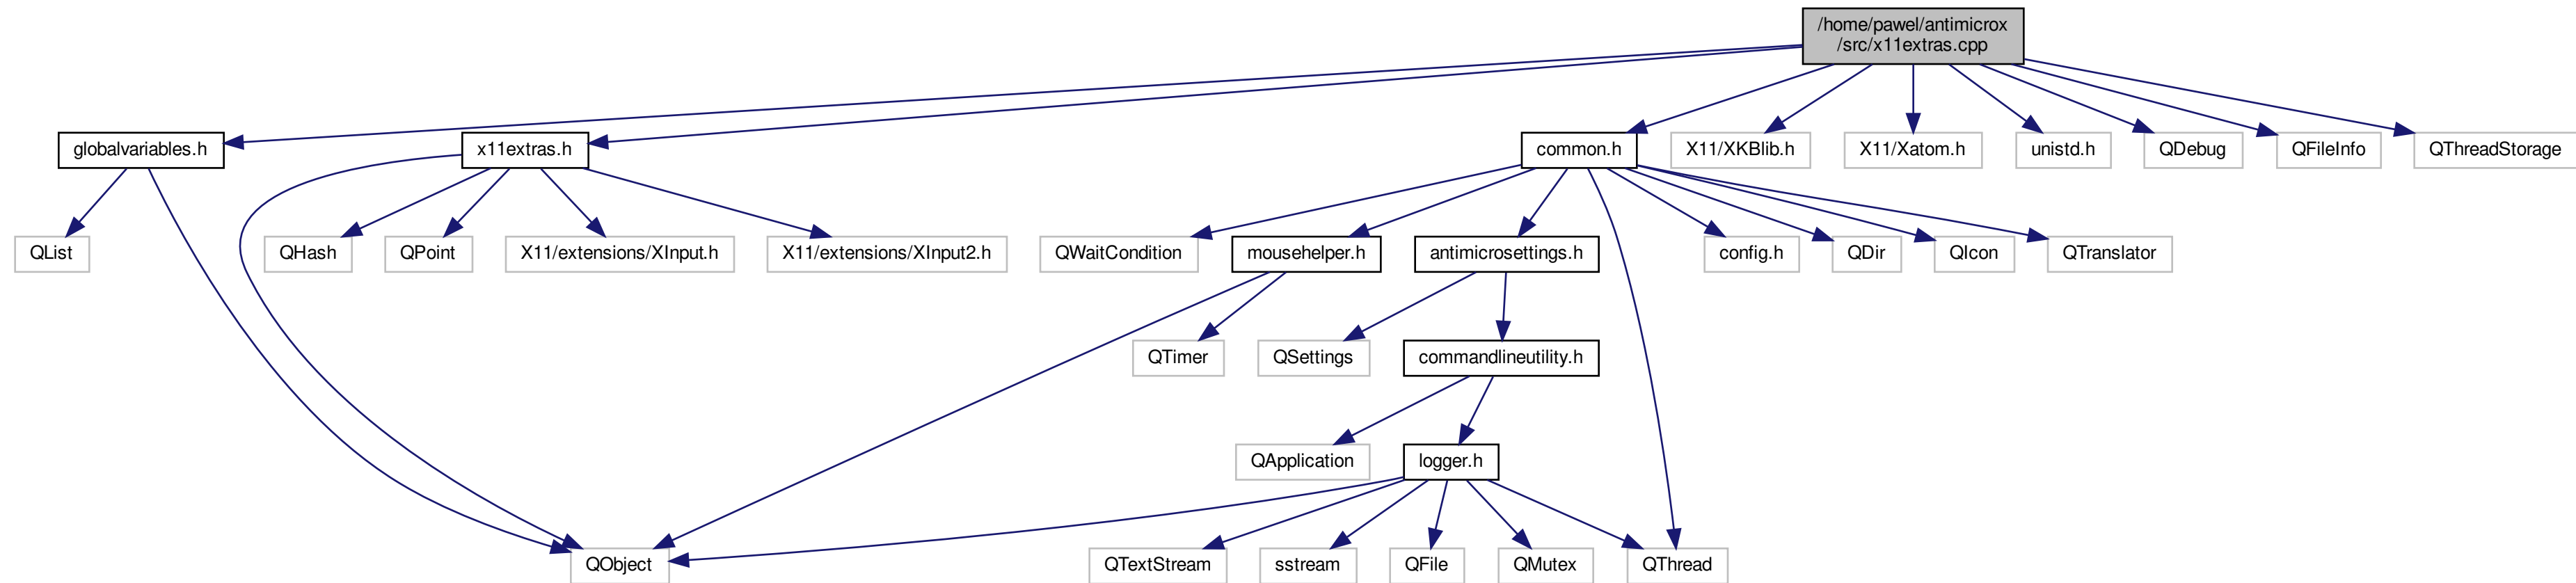 /home/pawel/antimicrox
/src/x11extras.cpp
globalvariables.h
x11extras.h
common.h
X11/XKBlib.h
X11/Xatom.h
unistd.h
QDebug
QFileInfo
QThreadStorage
QList
QHash
QPoint
X11/extensions/XInput.h
X11/extensions/XInput2.h
QWaitCondition
mousehelper.h
antimicrosettings.h
config.h
QDir
QIcon
QTranslator
QTimer
QSettings
commandlineutility.h
QApplication
logger.h
QObject
QTextStream
sstream
QFile
QMutex
QThread